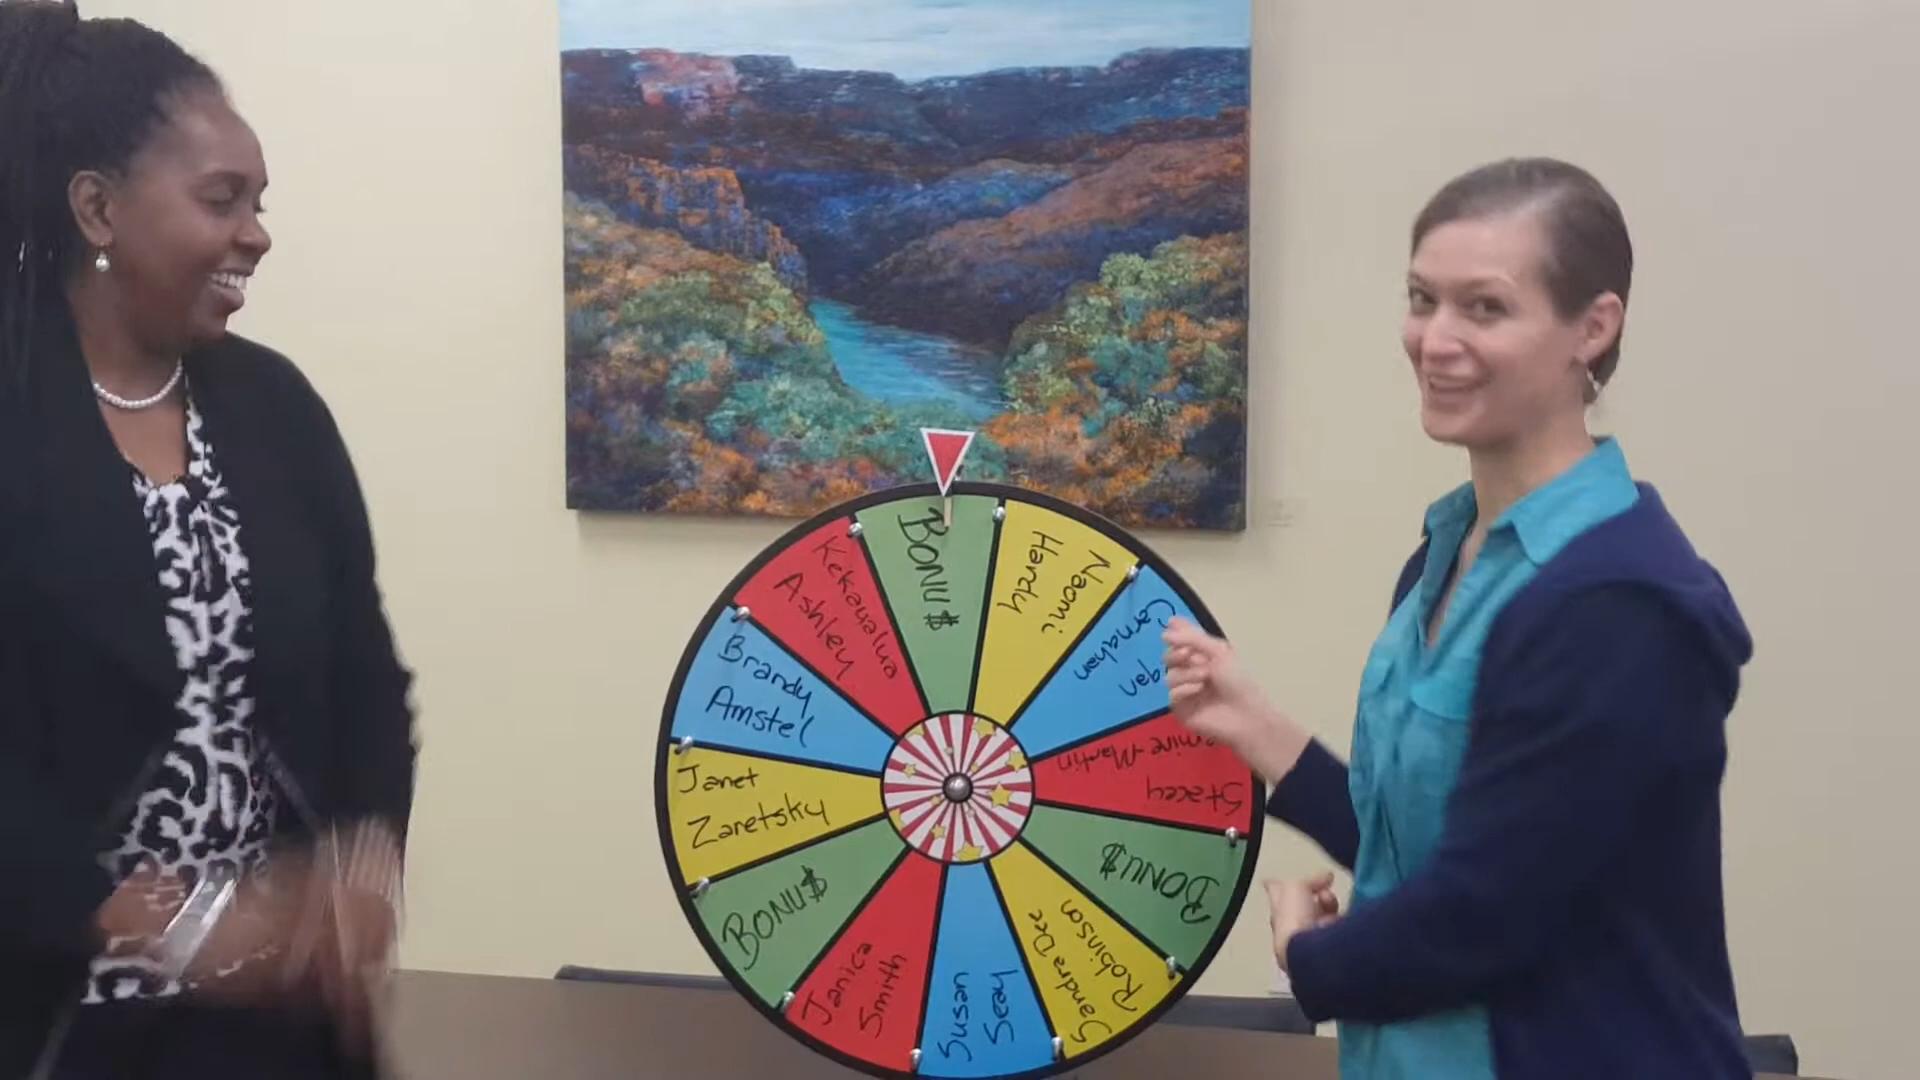 BONU$
Naomi
Hardy
Carnahan
Stacey
Martin
BONU$
Sandra Dee
Robinson
Susan
Seay
Janica
Smith
BONU$
Janet
Zaretsky
Brandy
Amstel
Kekaualua
Ashley